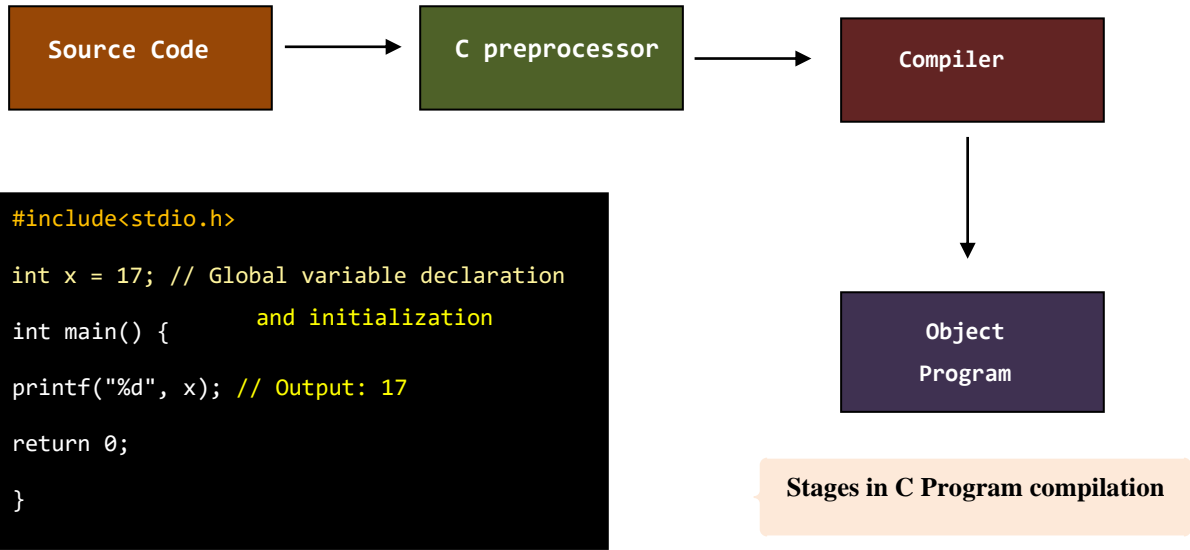 Source Code
C preprocessor
Compiler
#include<stdio.h>
int x = 17; // Global variable declaration
and initialization
int main() {
printf("%d", x); // Output: 17
return 0;
}
Object
Program
Stages in C Program compilation